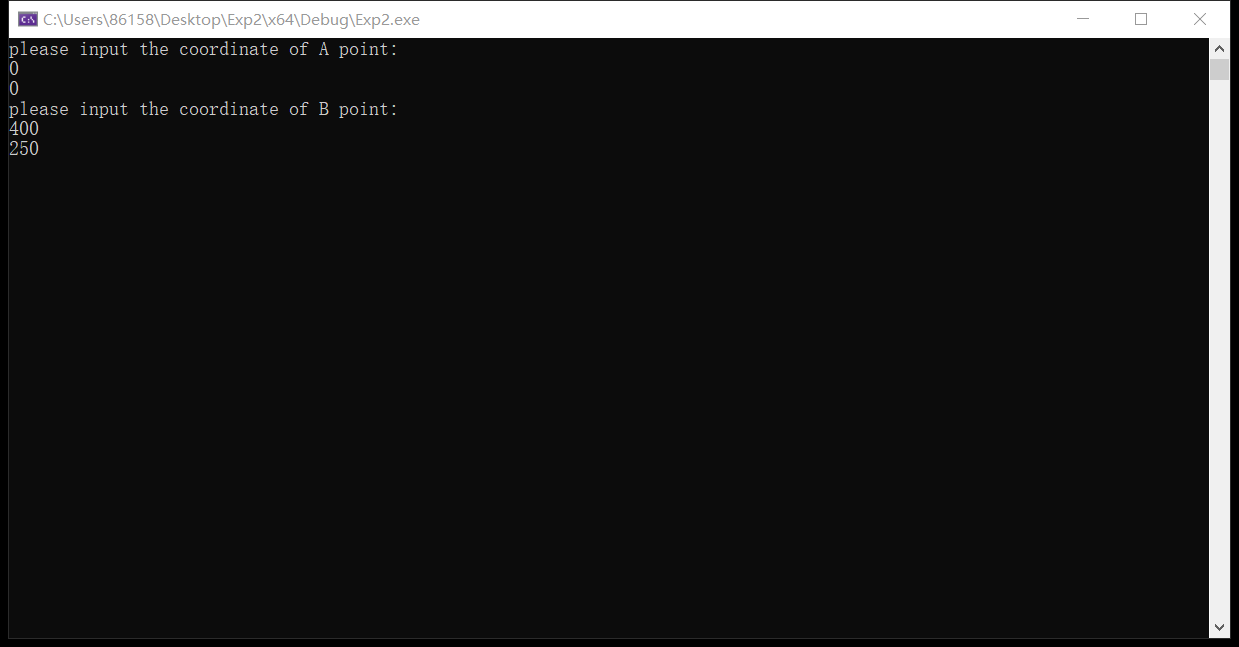 C:\Users\86158\Desktop\Exp2\x64\Debug\Exp2.exe
please input the coordinate of A point:
0
0
please input the coordinate of B point:
400
250